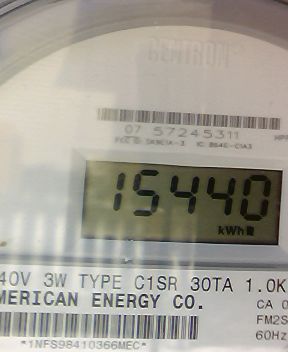 07 57245311
15440
kWh
40V 3W TYPE C1SR 30TA 1.0K
MERICAN ENERGY CO.
CA 0
FM2S
60Hz
*1NFS98410366MEC*